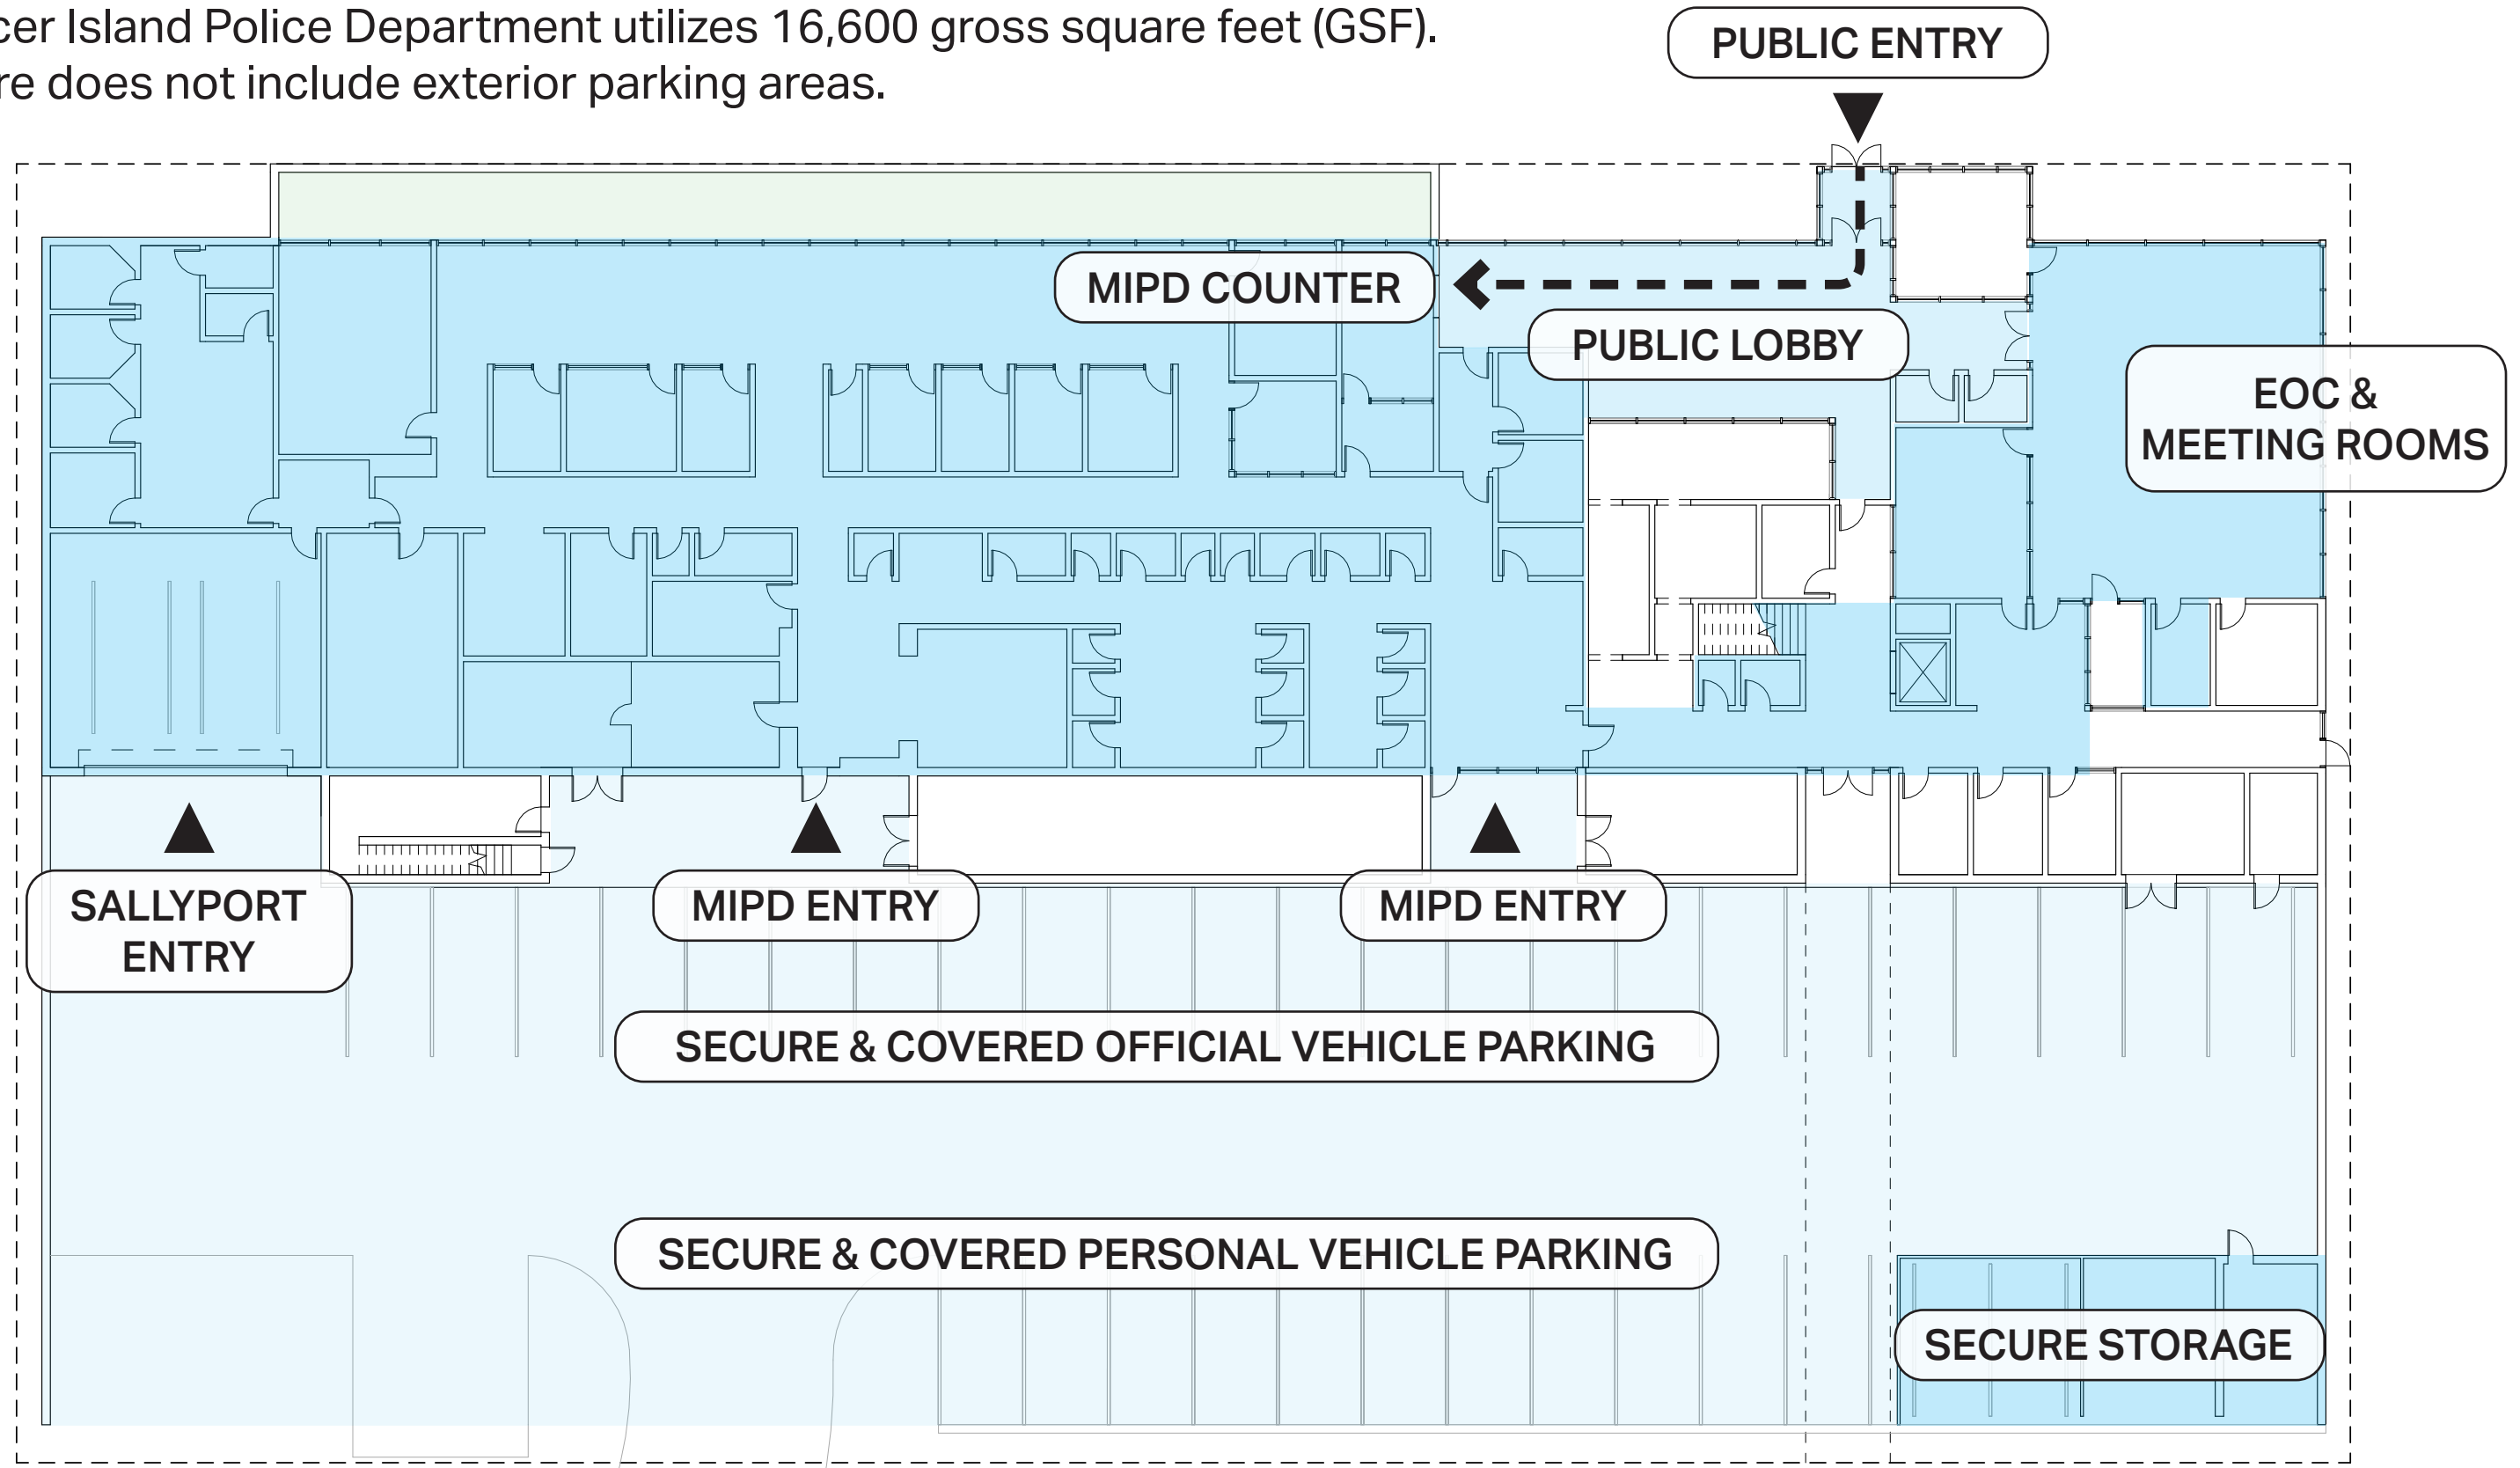 cer Island Police Department utilizes 16,600 gross square feet (GSF).
re does not include exterior parking areas.
PUBLIC ENTRY
MIPD COUNTER
PUBLIC LOBBY
EOC &
MEETING ROOMS
SALLYPORT
ENTRY
MIPD ENTRY
MIPD ENTRY
SECURE & COVERED OFFICIAL VEHICLE PARKING
SECURE & COVERED PERSONAL VEHICLE PARKING
SECURE STORAGE